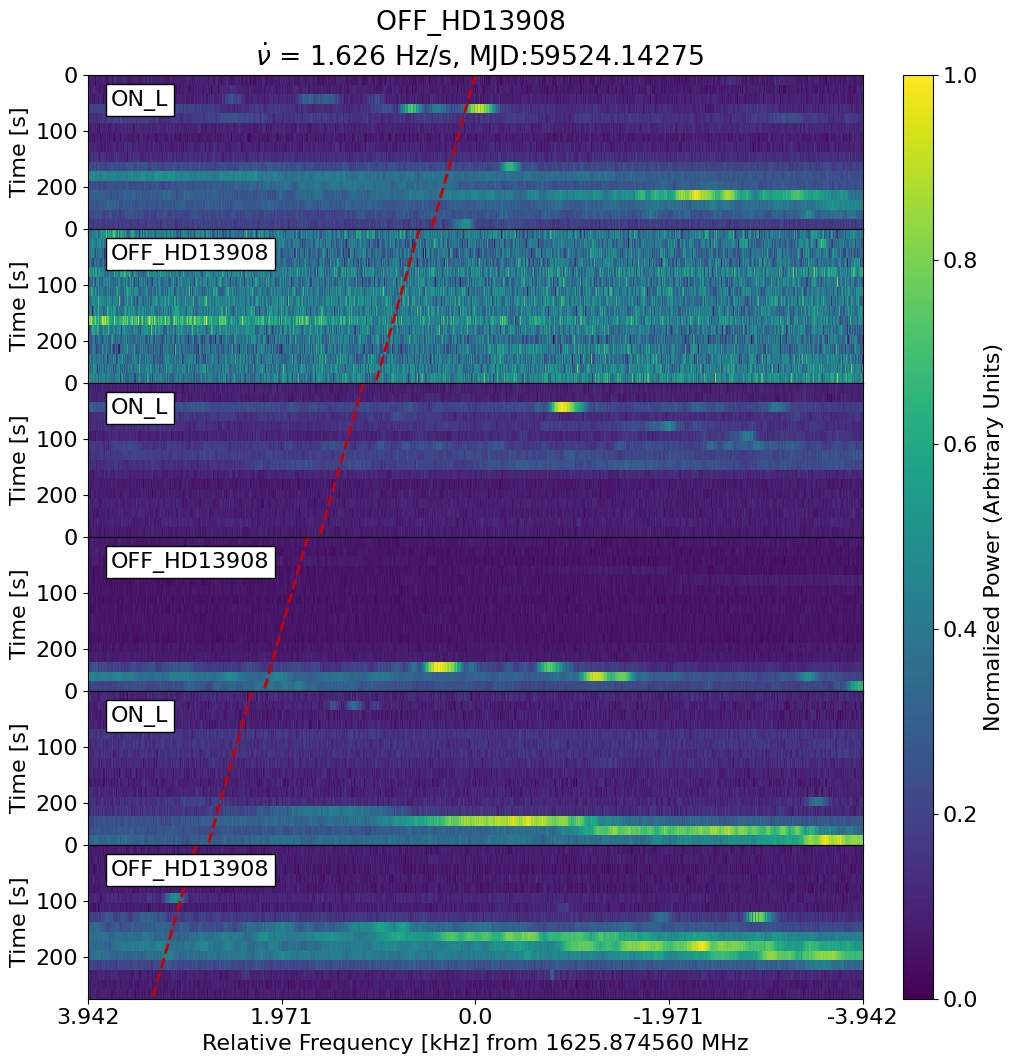 OFF_HD13908
ν̇ = 1.626 Hz/s, MJD:59524.14275
ON_L
OFF_HD13908
ON_L
OFF_HD13908
ON_L
OFF_HD13908
Time [s]
0
100
200
Time [s]
0
100
200
Time [s]
0
100
200
Time [s]
0
100
200
Time [s]
0
100
200
Time [s]
0
100
200
3.942 1.971 0.0 -1.971 -3.942
Relative Frequency [kHz] from 1625.874560 MHz
1.0
0.8
0.6
0.4
0.2
0.0
Normalized Power (Arbitrary Units)